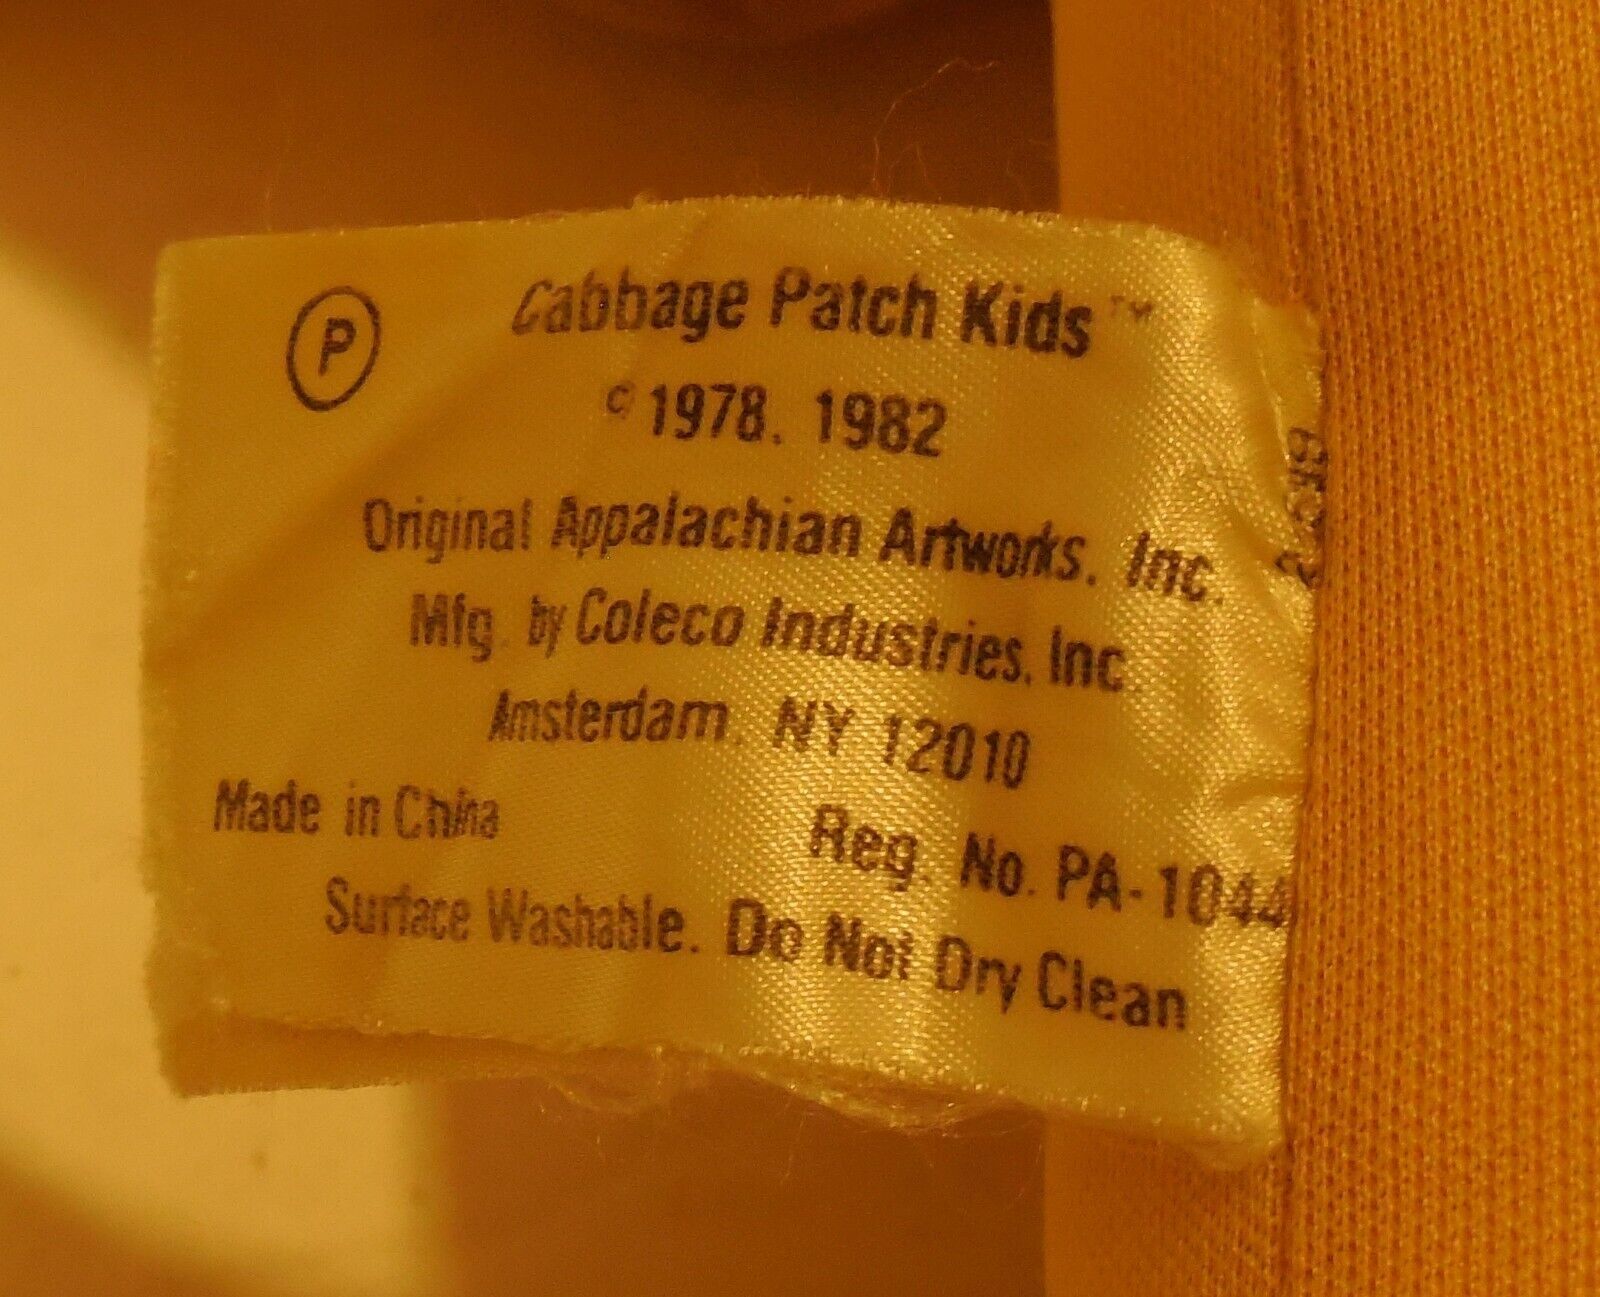 P
Cabbage Patch Kids™
©1978, 1982
Original Appalachian Artworks, Inc.
Mfg. by Coleco Industries, Inc.
Amsterdam, NY 12010
Made in China
Reg. No. PA-1044
Surface Washable. Do Not Dry Clean